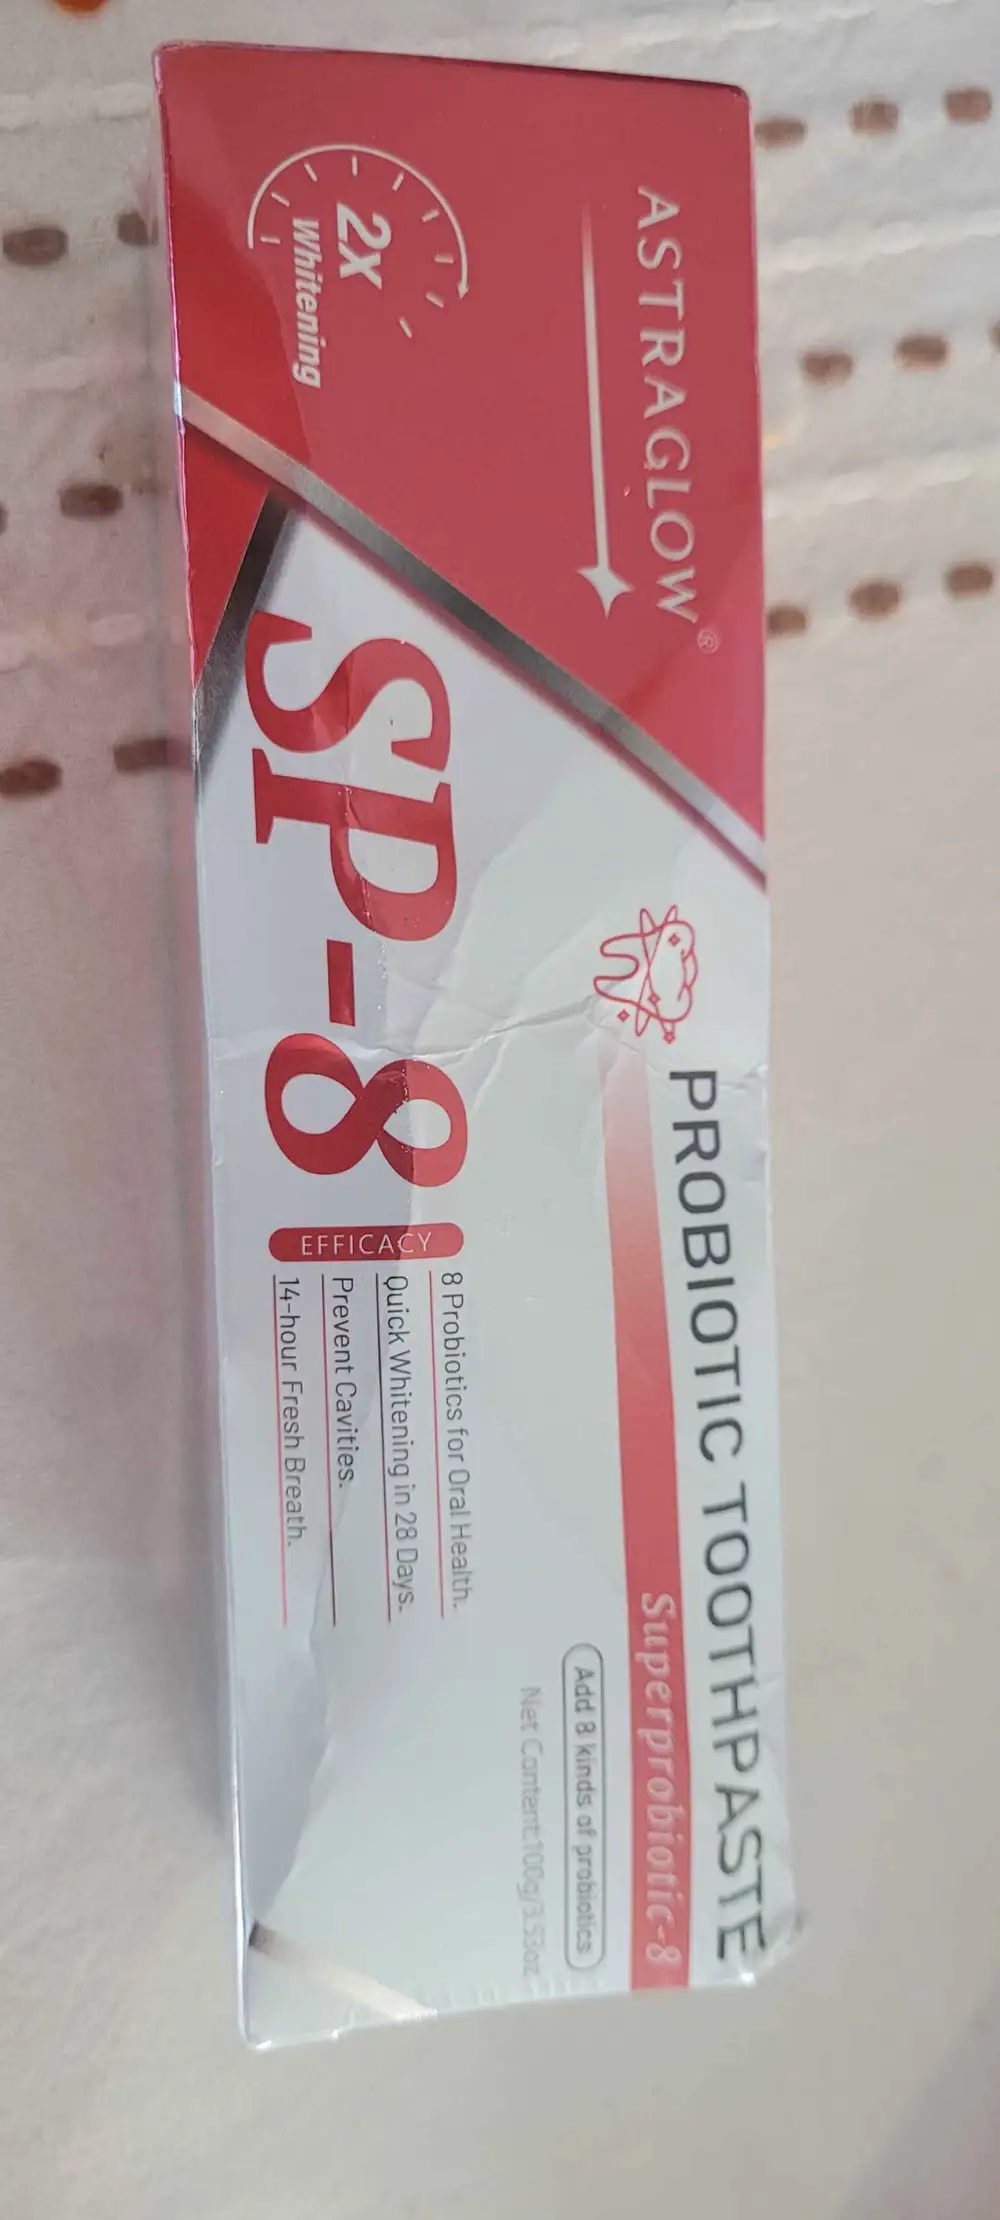 ASTRAGLOW®
2X
Whitening
PROBIOTIC TOOTHPASTE
Superprobiotic-8
Add 8 kinds of probiotics
Net Content:100g/3.53oz
SP-8
EFFICACY
8 Probiotics for Oral Health.
Quick Whitening in 28 Days.
Prevent Cavities.
14-hour Fresh Breath.